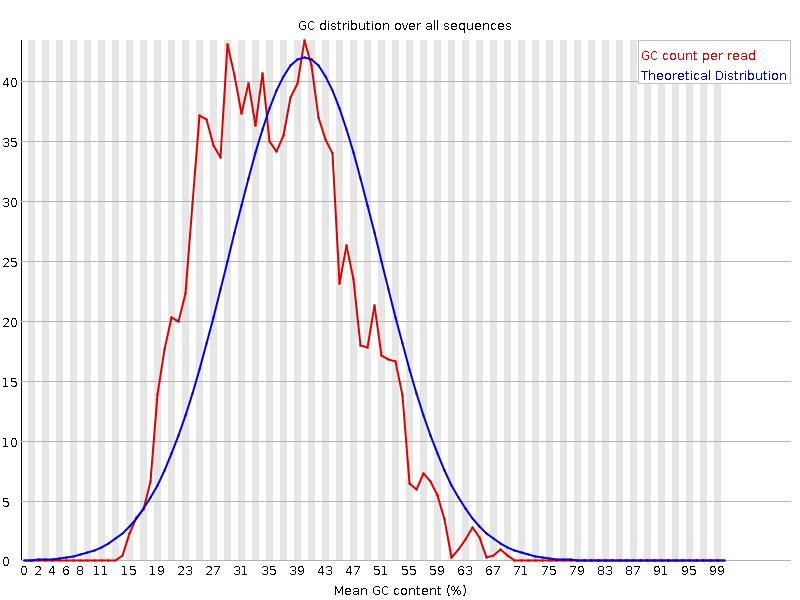 GC distribution over all sequences
GC count per read
Theoretical Distribution
40
35
30
25
20
15
10
5
0
0 2 4 6 8 11 15 19 23 27 31 35 39 43 47 51 55 59 63 67 71 75 79 83 87 91 95 99
Mean GC content (%)